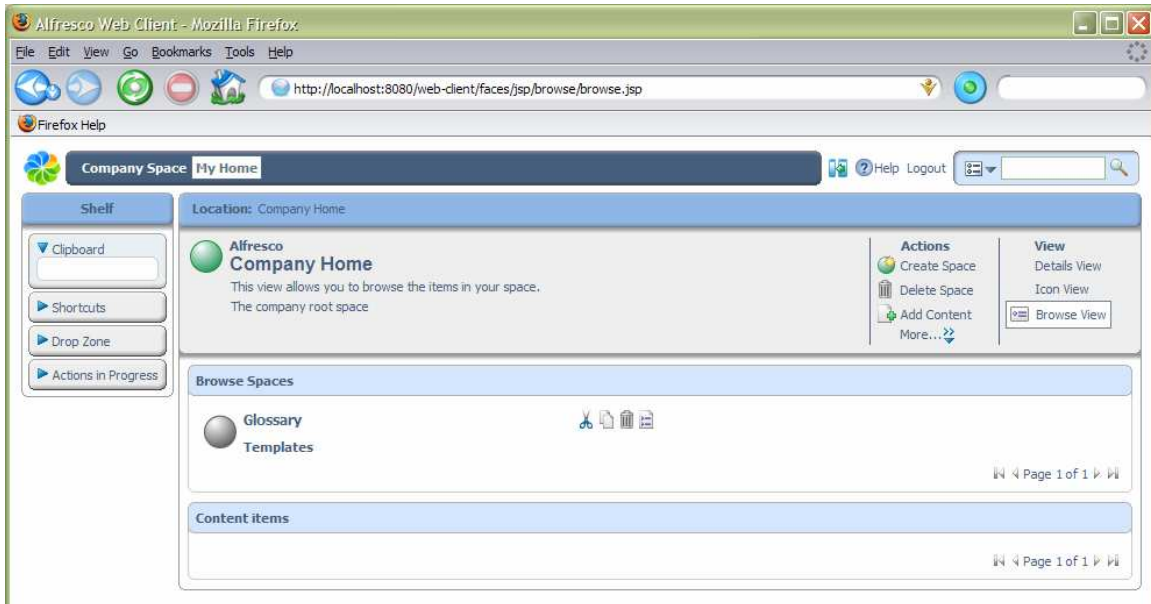 Alfresco Web Client - Mozilla Firefox
File Edit View Go Bookmarks Tools Help
http://localhost:8080/web-client/faces/jsp/browse/browse.jsp
Firefox Help
Company Space My Home
Help Logout
Shelf
Clipboard
Shortcuts
Drop Zone
Actions in Progress
Location: Company Home
Alfresco
Company Home
This view allows you to browse the items in your space.
The company root space
Actions
Create Space
Delete Space
Add Content
More...
View
Details View
Icon View
Browse View
Browse Spaces
Glossary
Templates
Page 1 of 1
Content items
Page 1 of 1